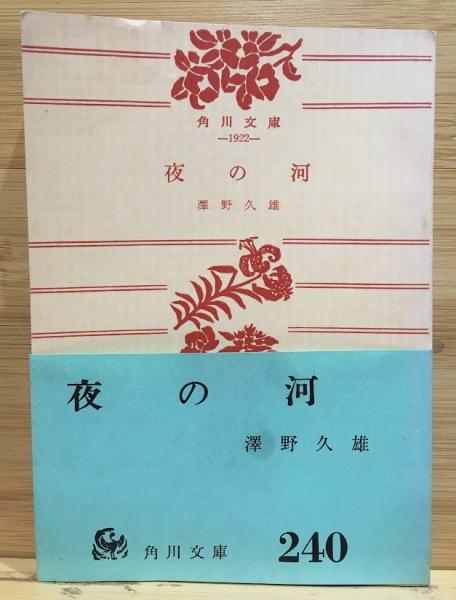 角川文庫
—1922—
夜の河
澤野久雄
夜の河
澤野久雄
角川文庫 240